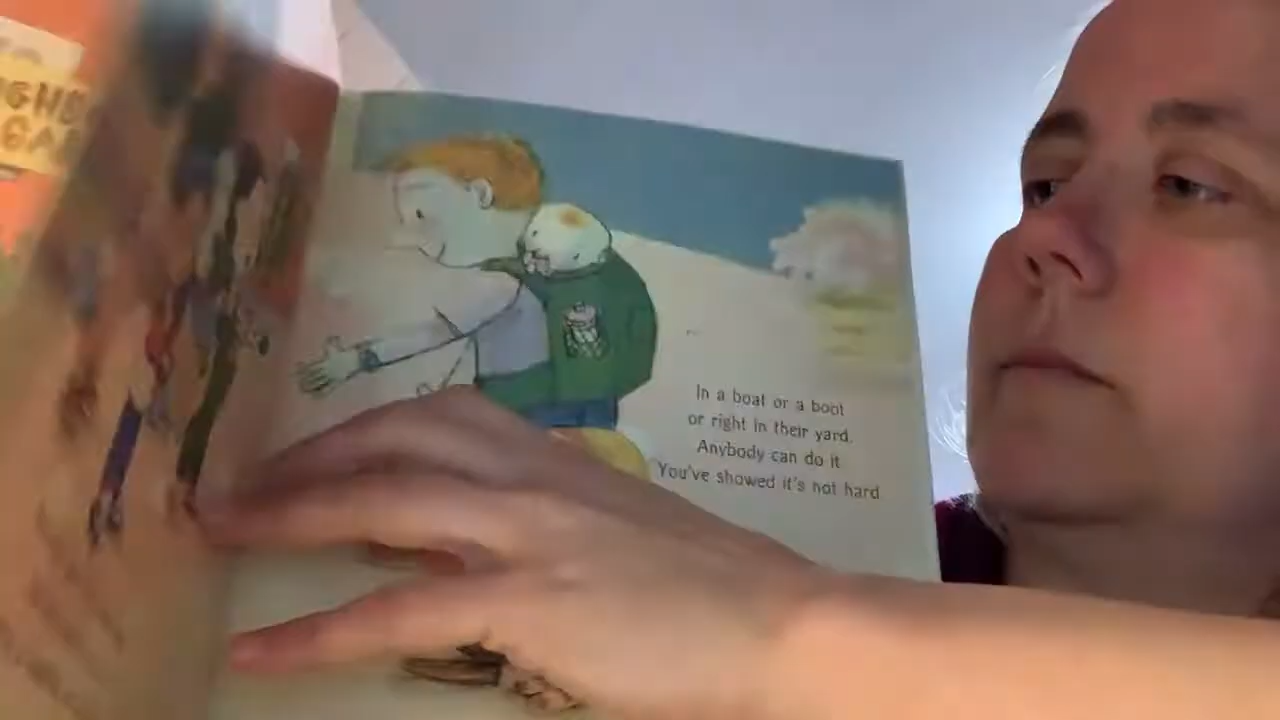 In a boat or a boot
or right in their yard.
Anybody can do it
You've showed it's not hard